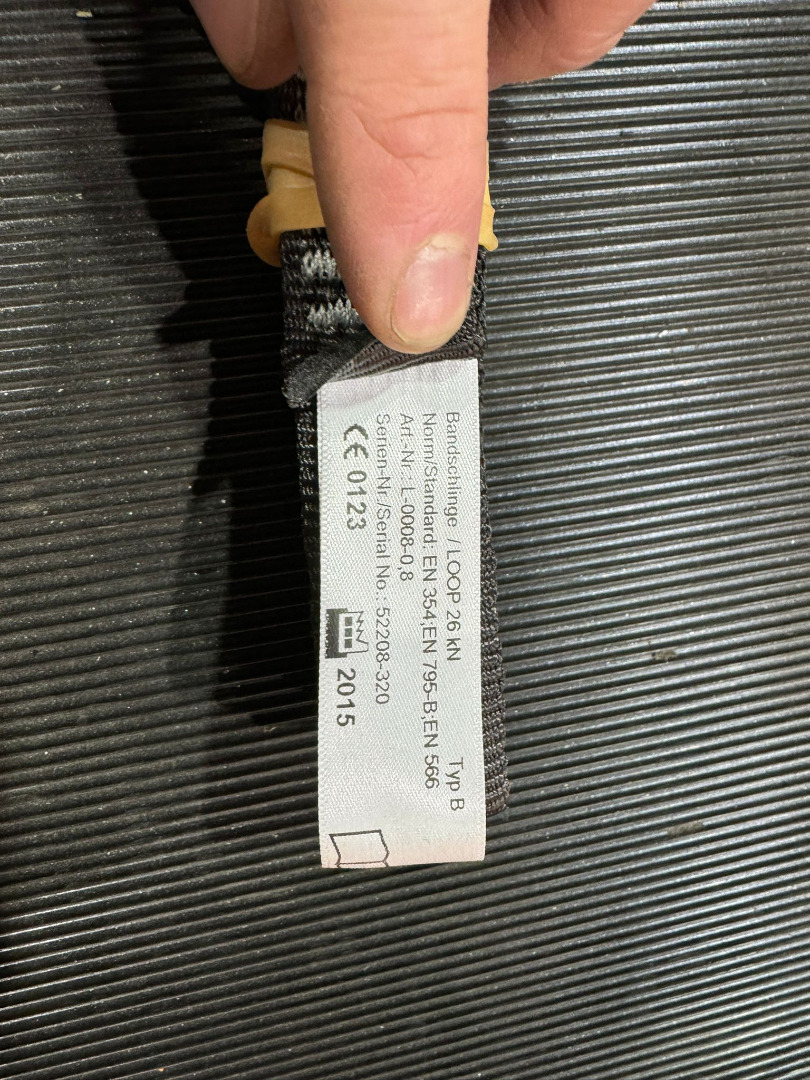 Bandschlinge / LOOP 26 kN Typ B
Norm/Standard: EN 354;EN 795-B;EN 566
Art.-Nr.: L-0008-0,8
Serien-Nr./Serial No.: 52208-320
CE 0123 2015